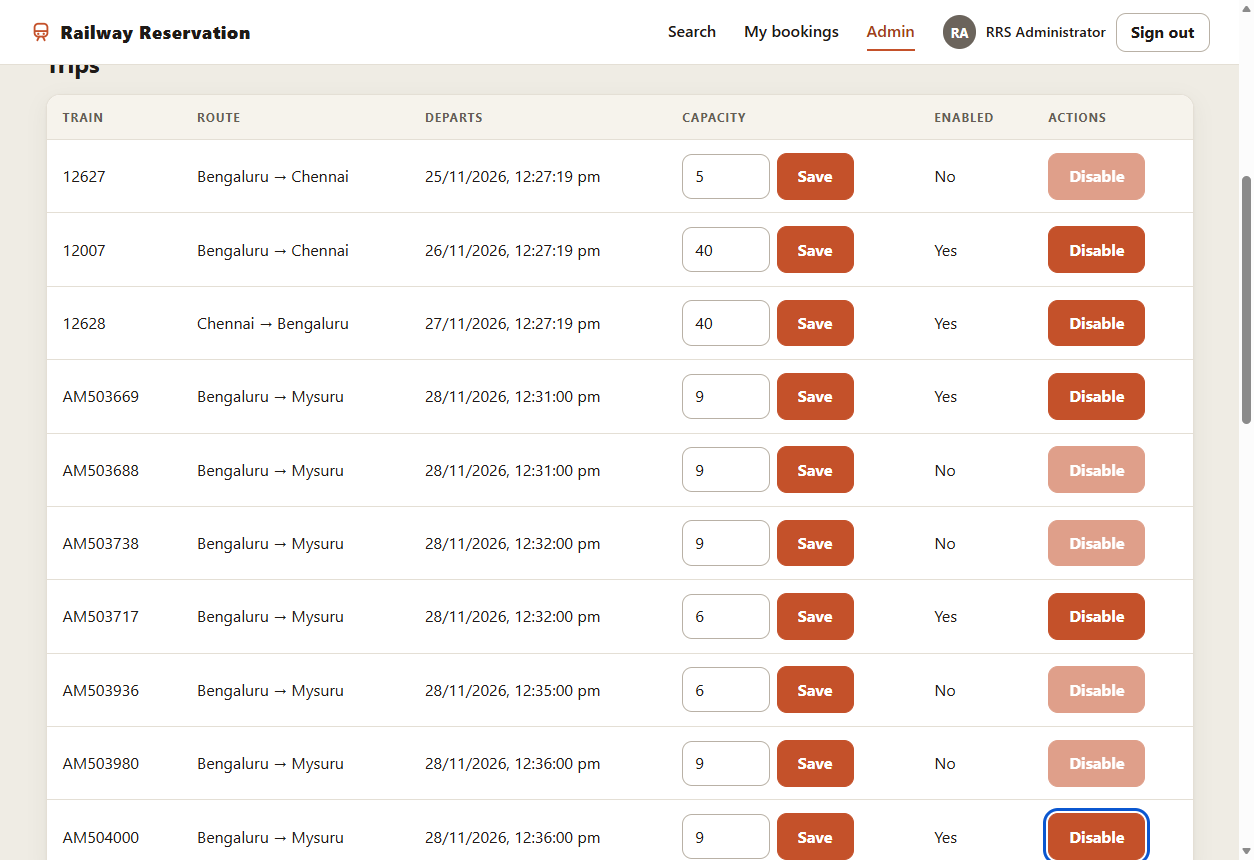 Railway Reservation Search My bookings Admin RA RRS Administrator Sign out
Trips
TRAIN ROUTE DEPARTS CAPACITY ENABLED ACTIONS
12627 Bengaluru → Chennai 25/11/2026, 12:27:19 pm 5 Save No Disable
12007 Bengaluru → Chennai 26/11/2026, 12:27:19 pm 40 Save Yes Disable
12628 Chennai → Bengaluru 27/11/2026, 12:27:19 pm 40 Save Yes Disable
AM503669 Bengaluru → Mysuru 28/11/2026, 12:31:00 pm 9 Save Yes Disable
AM503688 Bengaluru → Mysuru 28/11/2026, 12:31:00 pm 9 Save No Disable
AM503738 Bengaluru → Mysuru 28/11/2026, 12:32:00 pm 9 Save No Disable
AM503717 Bengaluru → Mysuru 28/11/2026, 12:32:00 pm 6 Save Yes Disable
AM503936 Bengaluru → Mysuru 28/11/2026, 12:35:00 pm 6 Save No Disable
AM503980 Bengaluru → Mysuru 28/11/2026, 12:36:00 pm 9 Save No Disable
AM504000 Bengaluru → Mysuru 28/11/2026, 12:36:00 pm 9 Save Yes Disable